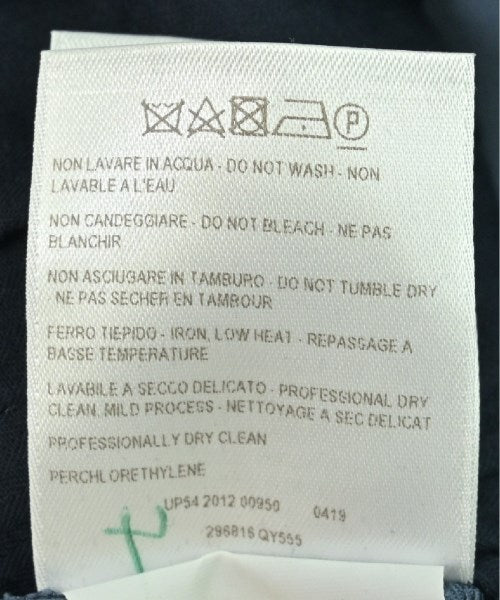 P
NON LAVARE IN ACQUA - DO NOT WASH - NON
LAVABLE A L'EAU
NON CANDEGGIARE - DO NOT BLEACH - NE PAS
BLANCHIR
NON ASCIUGARE IN TAMBURO - DO NOT TUMBLE DRY
- NE PAS SECHER EN TAMBOUR
FERRO TIEPIDO - IRON, LOW HEAT - REPASSAGE A
BASSE TEMPERATURE
LAVABILE A SECCO DELICATO - PROFESSIONAL DRY
CLEAN, MILD PROCESS - NETTOYAGE A SEC DELICAT
PROFESSIONALLY DRY CLEAN
PERCHLORETHYLENE
UP54 2012 00950 0419
296816 QY555